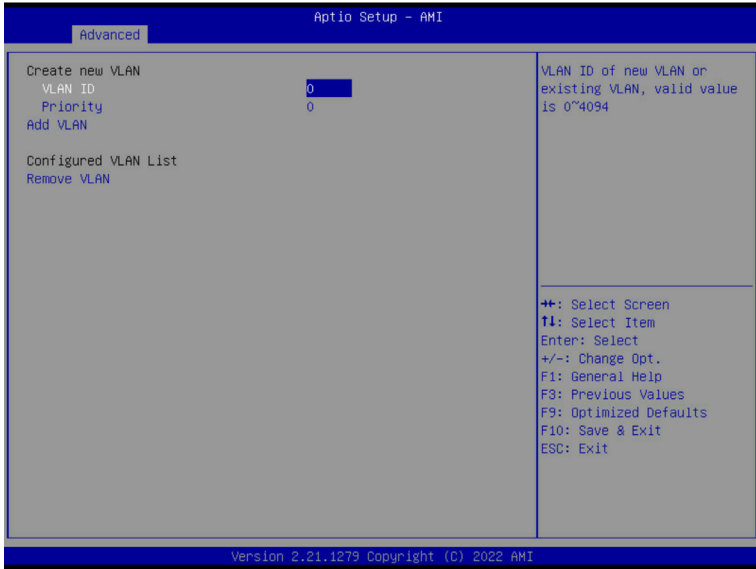 Aptio Setup - AMI
Advanced
Create new VLAN
VLAN ID 0
Priority 0
Add VLAN
Configured VLAN List
Remove VLAN
VLAN ID of new VLAN or
existing VLAN, valid value
is 0~4094
→←: Select Screen
↑↓: Select Item
Enter: Select
+/-: Change Opt.
F1: General Help
F3: Previous Values
F9: Optimized Defaults
F10: Save & Exit
ESC: Exit
Version 2.21.1279 Copyright (C) 2022 AMI